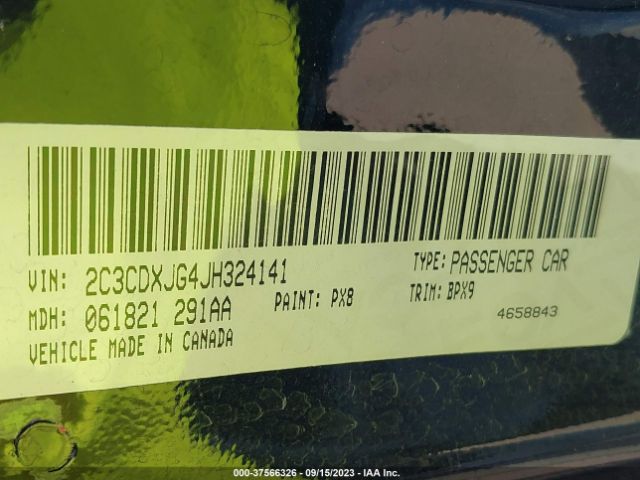 VIN: 2C3CDXJG4JH324141 TYPE: PASSENGER CAR
MDH: 061821 291AA PAINT: PX8 TRIM: BPX9
VEHICLE MADE IN CANADA 4658843
000-37566326 - 09/15/2023 - IAA Inc.